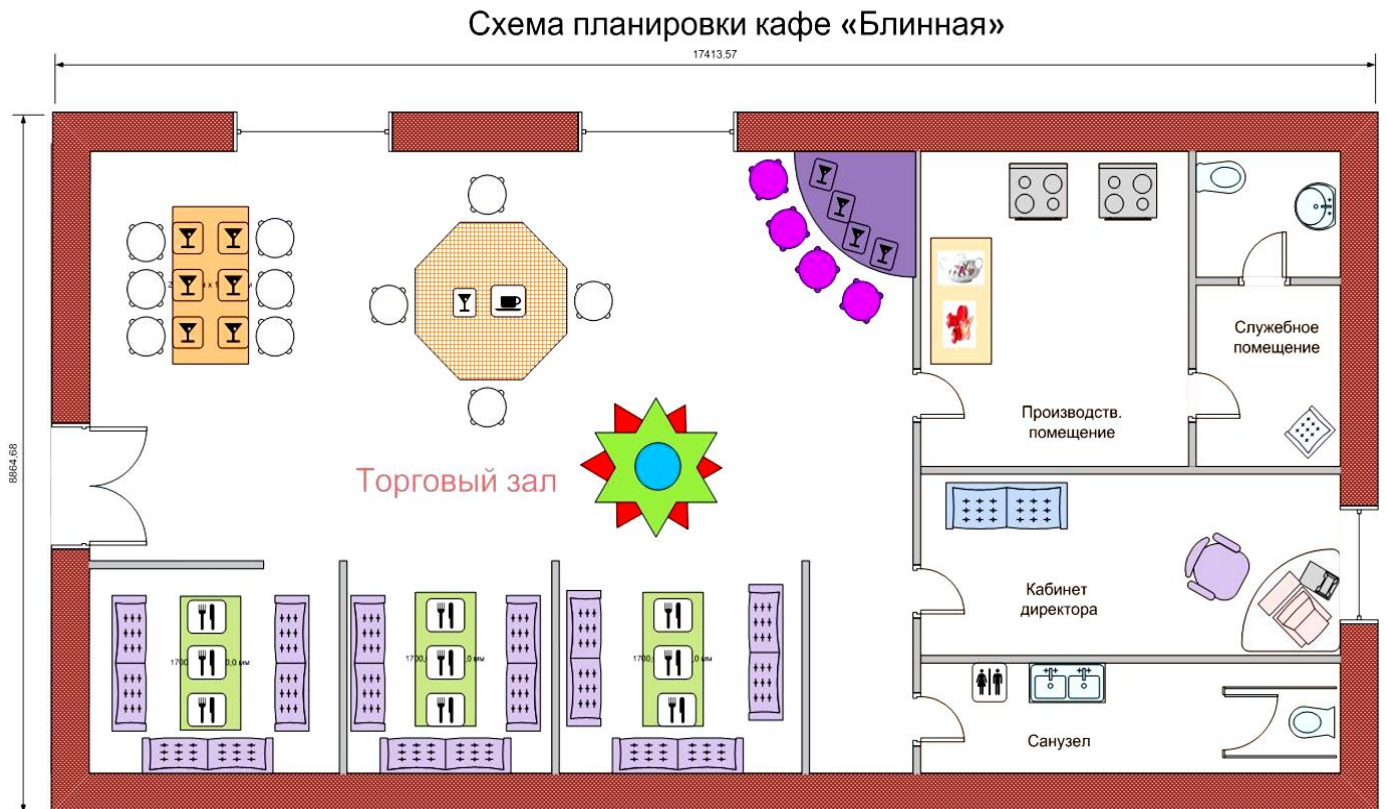 Схема планировки кафе «Блинная»
17413,57
8864,68
Служебное
помещение
Производств.
помещение
Торговый зал
Кабинет
директора
Санузел